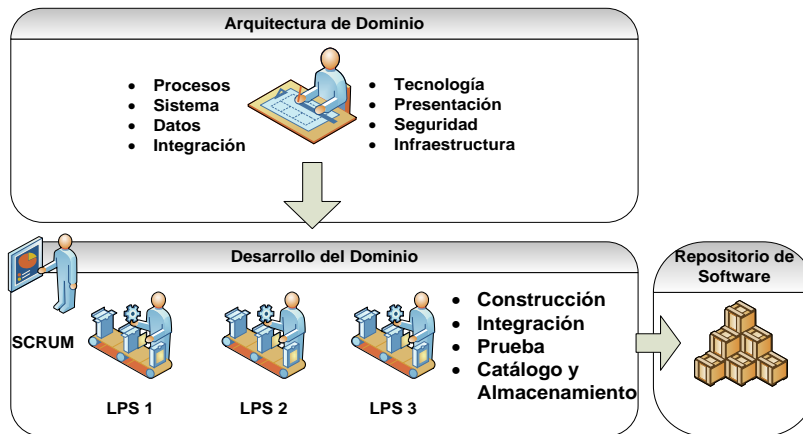 Arquitectura de Dominio
• Procesos
• Sistema
• Datos
• Integración
• Tecnología
• Presentación
• Seguridad
• Infraestructura
Desarrollo del Dominio
SCRUM
LPS 1
LPS 2
LPS 3
• Construcción
• Integración
• Prueba
• Catálogo y
Almacenamiento
Repositorio de
Software